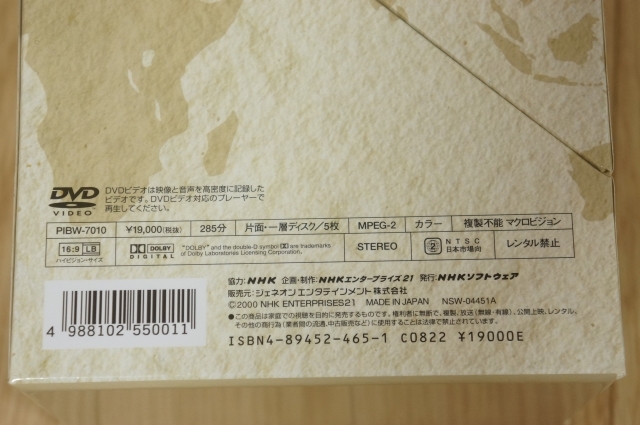 DVD VIDEO
DVDビデオは映像と音声を高密度に記録した
ビデオです。DVDビデオ対応のプレーヤーで
再生してください。
PIBW-7010 ¥19,000(税抜) 285分 片面・一層ディスク/5枚 MPEG-2 カラー 複製不能 マクロビジョン
16:9 LB ハイビジョン・サイズ
DOLBY DIGITAL
"DOLBY" and the double-D symbol are trademarks
of Dolby Laboratories Licensing Corporation.
STEREO
2 NTSC 日本市場向
レンタル禁止
協力:NHK 企画・制作:NHKエンタープライズ21 発行:NHKソフトウェア
販売元:ジェネオン エンタテインメント株式会社
©2000 NHK ENTERPRISES21 MADE IN JAPAN NSW-04451A
●この商品は家庭での視聴を目的に発売するものです。権利者に無断で、複製、放送(無線・有線)、公開上映、レンタル、
その他の商行為(業者間の流通、中古販売など)に使用することは法律で禁止されています。
4 988102 550011
ISBN4-89452-465-1 C0822 ¥19000E